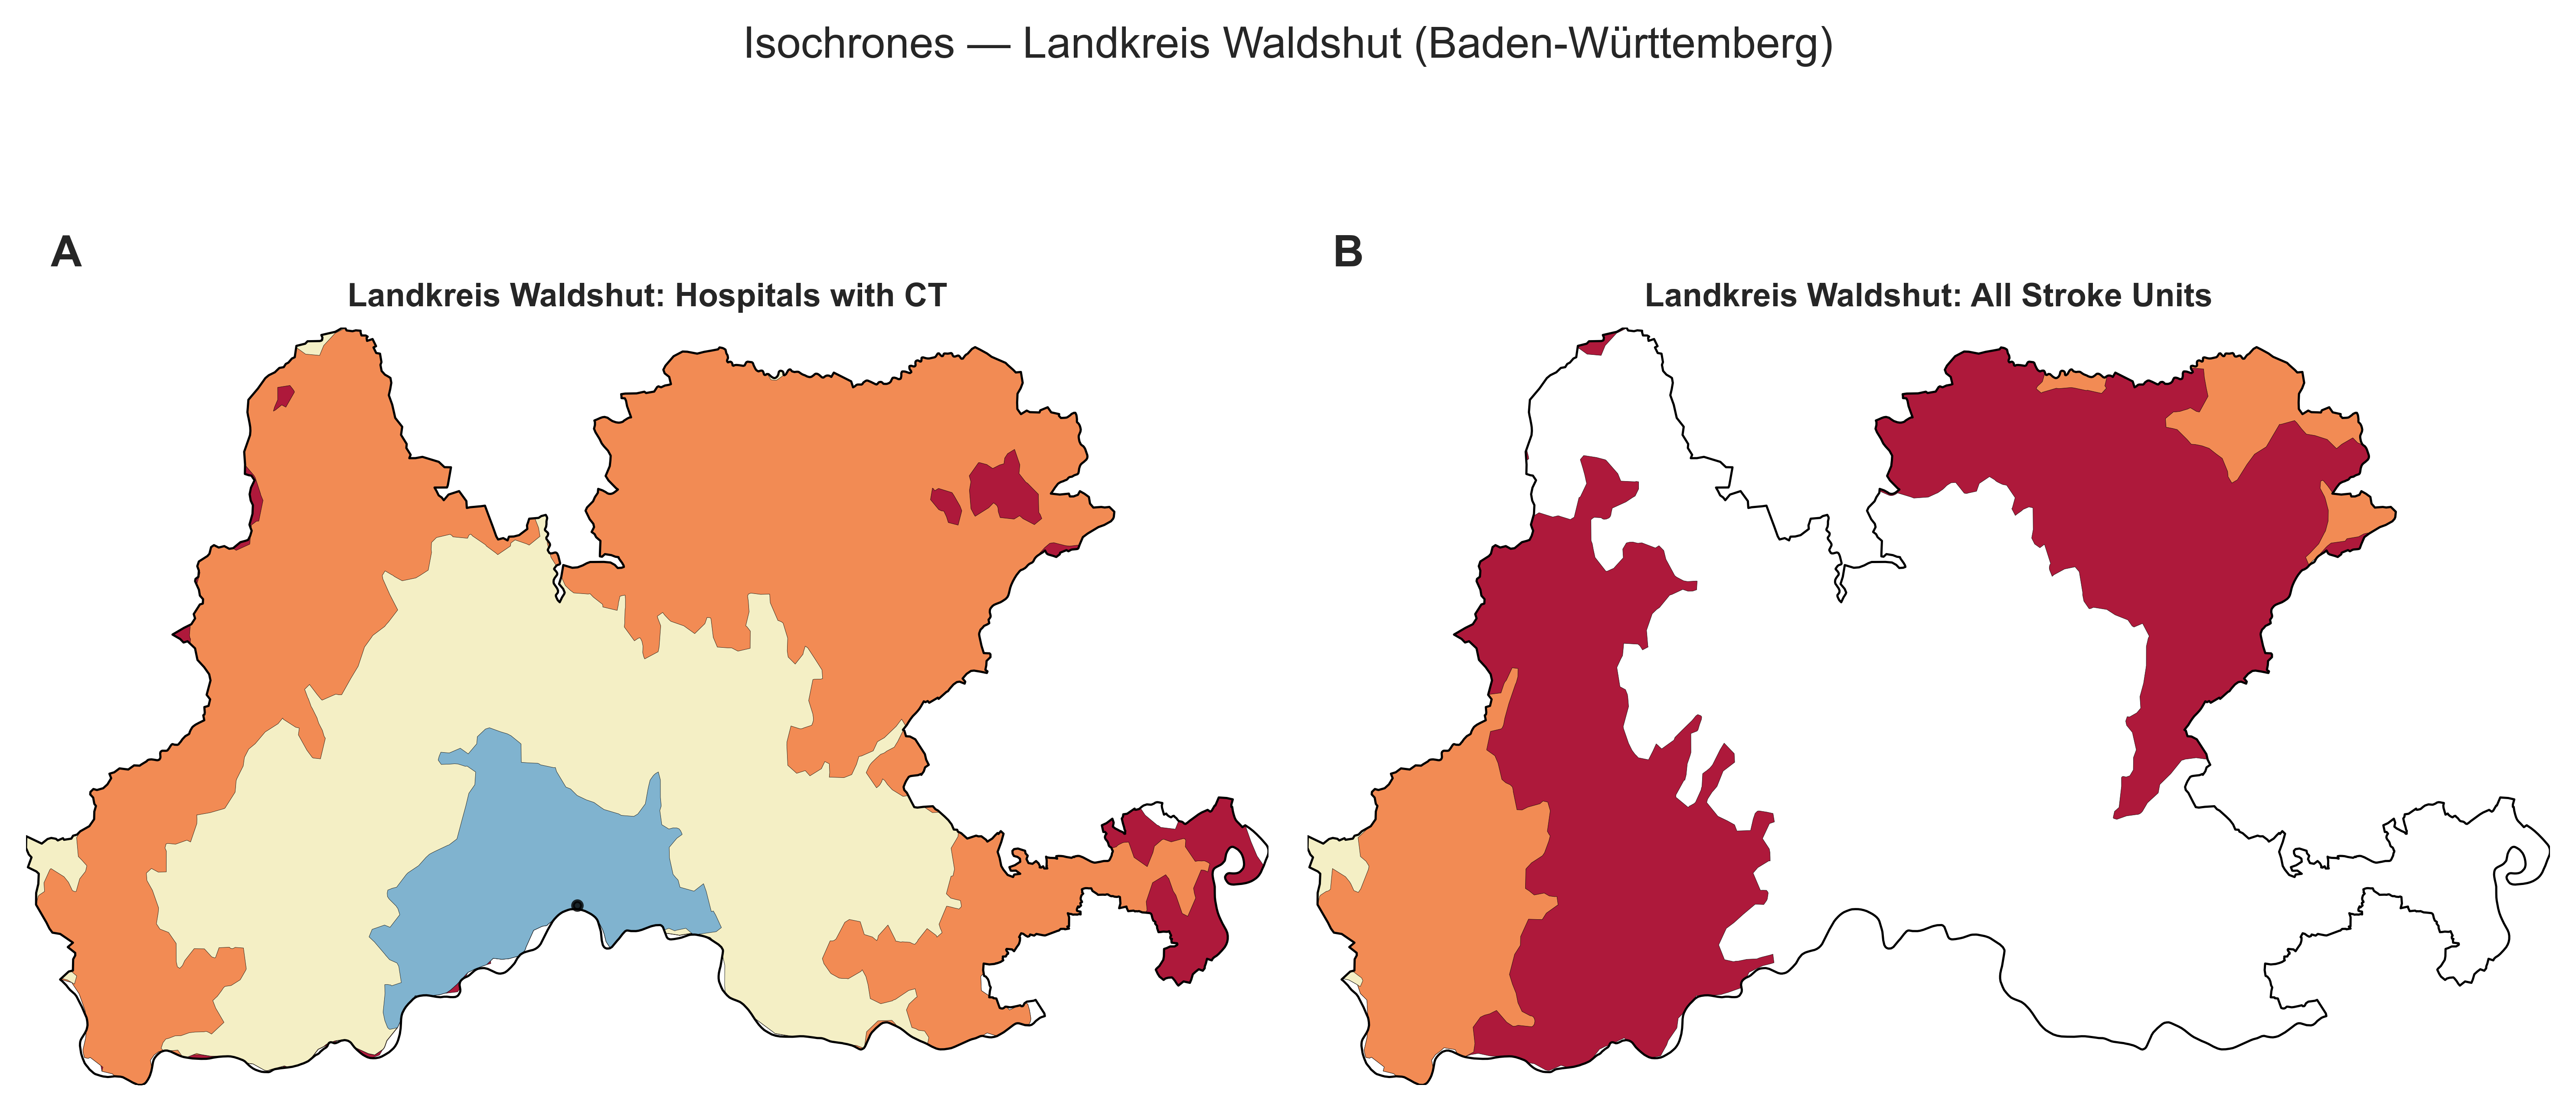 Isochrones — Landkreis Waldshut (Baden-Württemberg)
A
Landkreis Waldshut: Hospitals with CT
B
Landkreis Waldshut: All Stroke Units